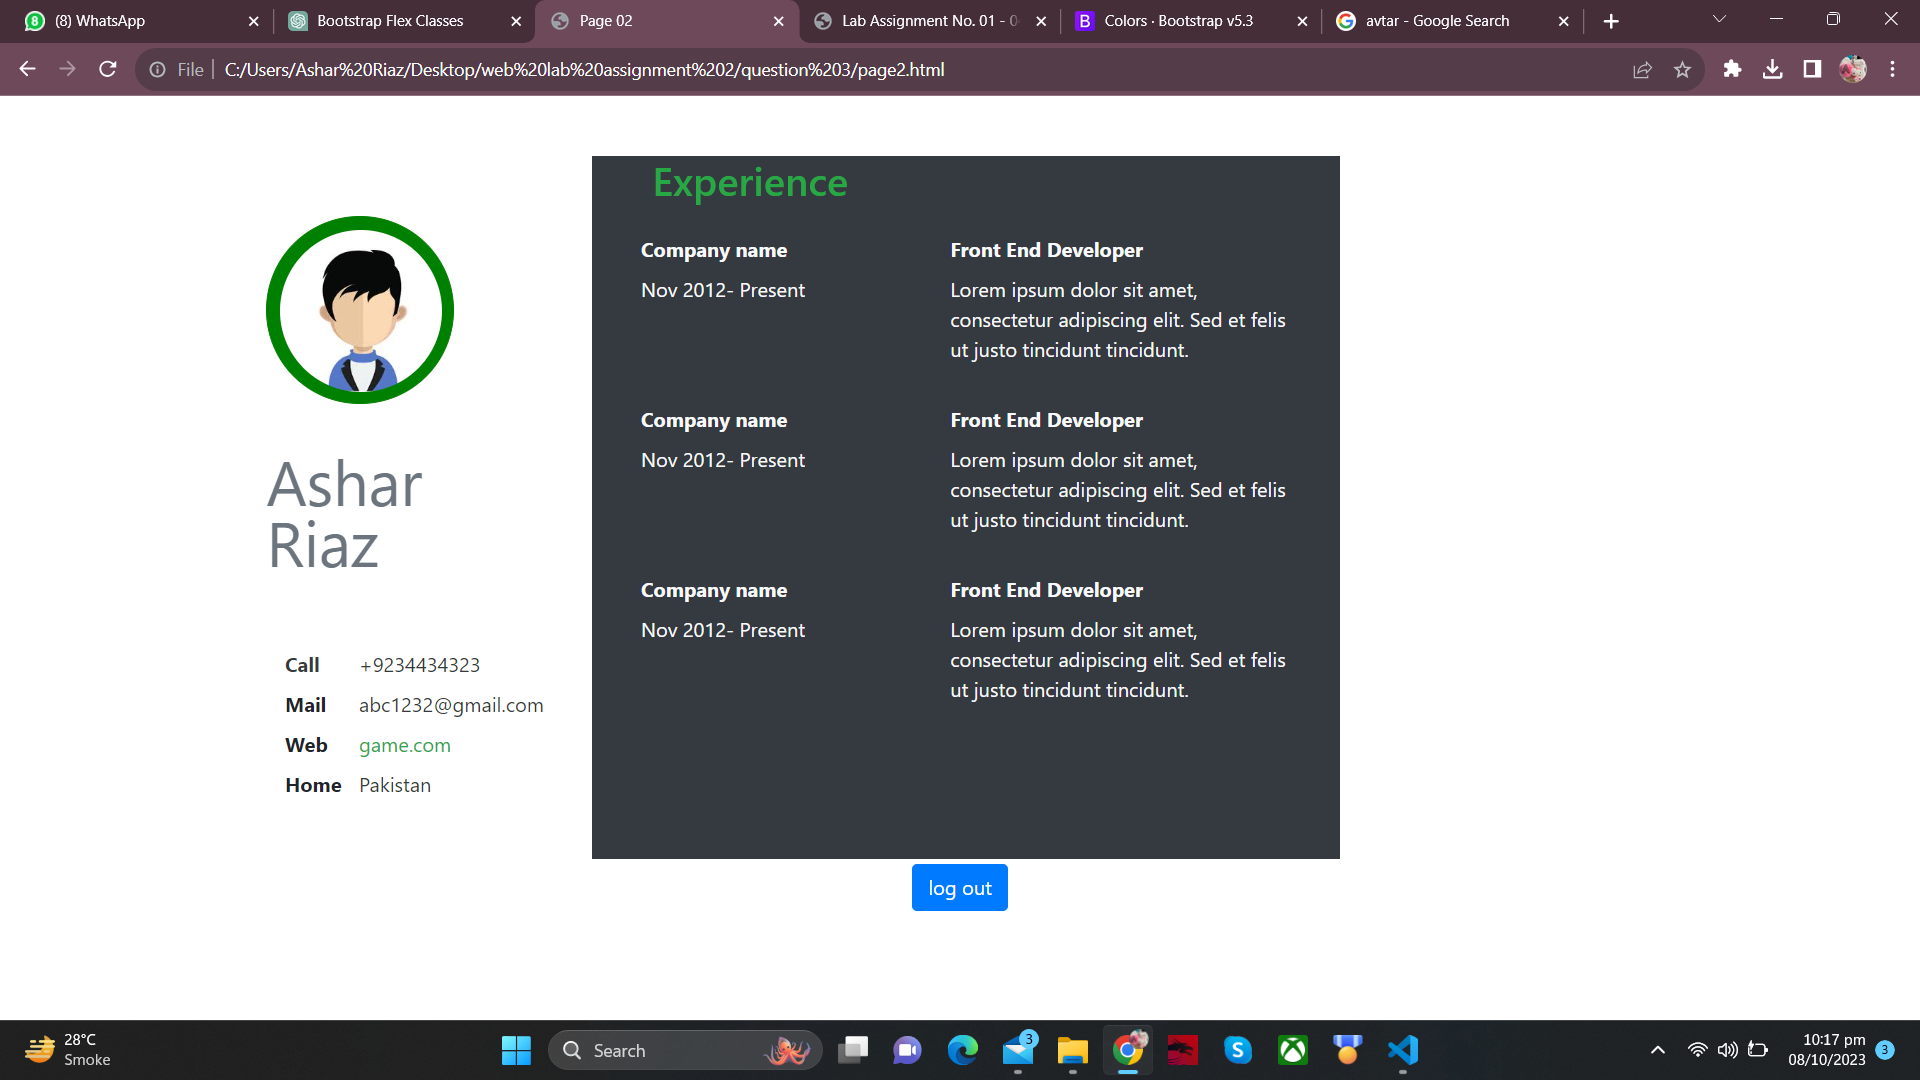 (8) WhatsApp
Bootstrap Flex Classes
Page 02
Lab Assignment No. 01 - 0
Colors · Bootstrap v5.3
avtar - Google Search
File
C:/Users/Ashar%20Riaz/Desktop/web%20lab%20assignment%202/question%203/page2.html
Ashar
Riaz
Call +9234434323
Mail abc1232@gmail.com
Web game.com
Home Pakistan
Experience
Company name
Nov 2012- Present
Front End Developer
Lorem ipsum dolor sit amet,
consectetur adipiscing elit. Sed et felis
ut justo tincidunt tincidunt.
Company name
Nov 2012- Present
Front End Developer
Lorem ipsum dolor sit amet,
consectetur adipiscing elit. Sed et felis
ut justo tincidunt tincidunt.
Company name
Nov 2012- Present
Front End Developer
Lorem ipsum dolor sit amet,
consectetur adipiscing elit. Sed et felis
ut justo tincidunt tincidunt.
log out
28°C
Smoke
Search
3
10:17 pm
08/10/2023
3